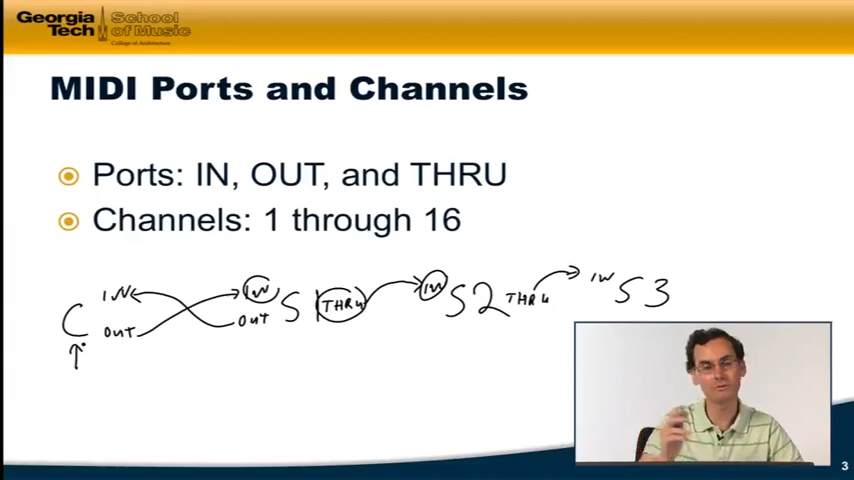 Georgia Tech School of Music
College of Architecture
MIDI Ports and Channels
Ports: IN, OUT, and THRU
Channels: 1 through 16
C IN IN S1 THRU IN S2 THRU IN S3
OUT OUT
3